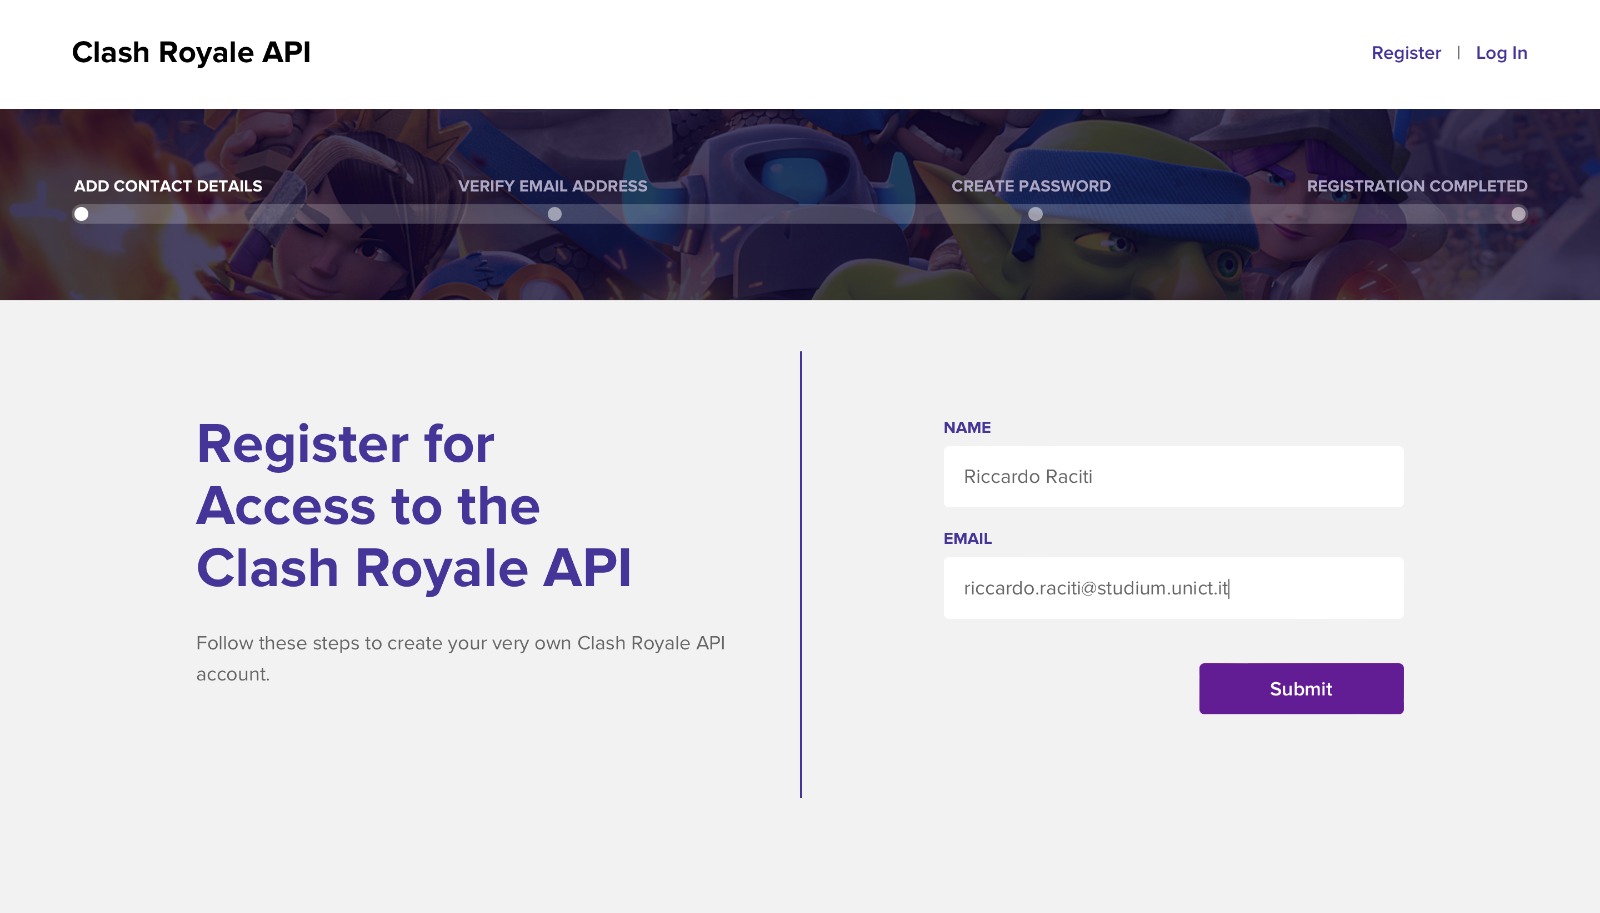 Clash Royale API
Register | Log In
ADD CONTACT DETAILS
VERIFY EMAIL ADDRESS
CREATE PASSWORD
REGISTRATION COMPLETED
Register for
Access to the
Clash Royale API
Follow these steps to create your very own Clash Royale API
account.
NAME
Riccardo Raciti
EMAIL
riccardo.raciti@studium.unict.it
Submit